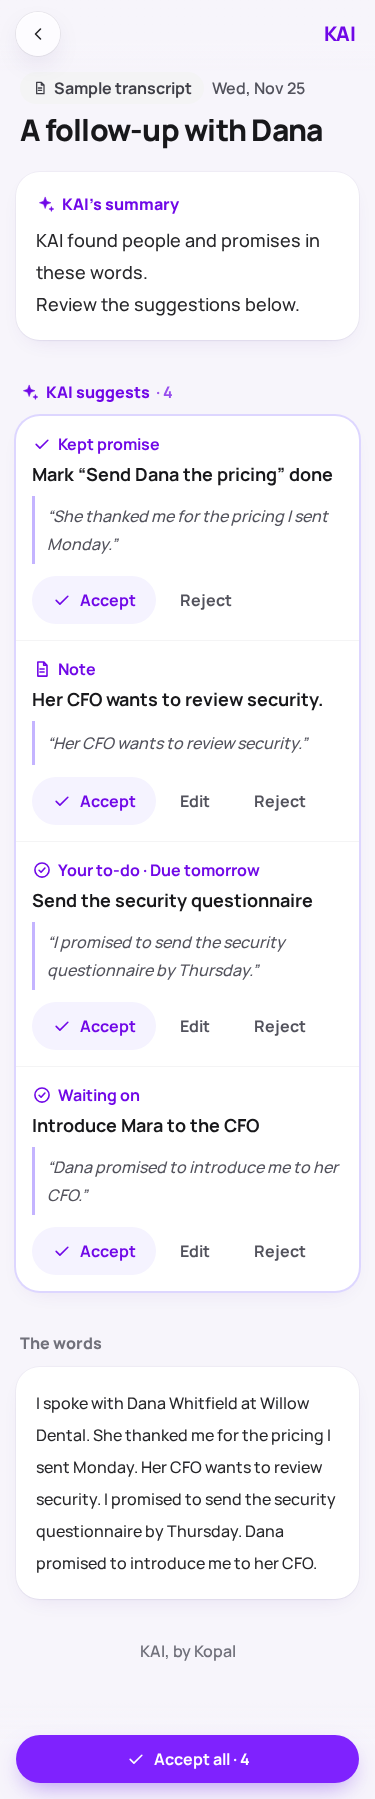 KAI
Sample transcript Wed, Nov 25
A follow-up with Dana
KAI's summary
KAI found people and promises in
these words.
Review the suggestions below.
KAI suggests · 4
Kept promise
Mark “Send Dana the pricing” done
“She thanked me for the pricing I sent
Monday.”
Accept Reject
Note
Her CFO wants to review security.
“Her CFO wants to review security.”
Accept Edit Reject
Your to-do · Due tomorrow
Send the security questionnaire
“I promised to send the security
questionnaire by Thursday.”
Accept Edit Reject
Waiting on
Introduce Mara to the CFO
“Dana promised to introduce me to her
CFO.”
Accept Edit Reject
The words
I spoke with Dana Whitfield at Willow
Dental. She thanked me for the pricing I
sent Monday. Her CFO wants to review
security. I promised to send the security
questionnaire by Thursday. Dana
promised to introduce me to her CFO.
KAI, by Kopal
Accept all · 4